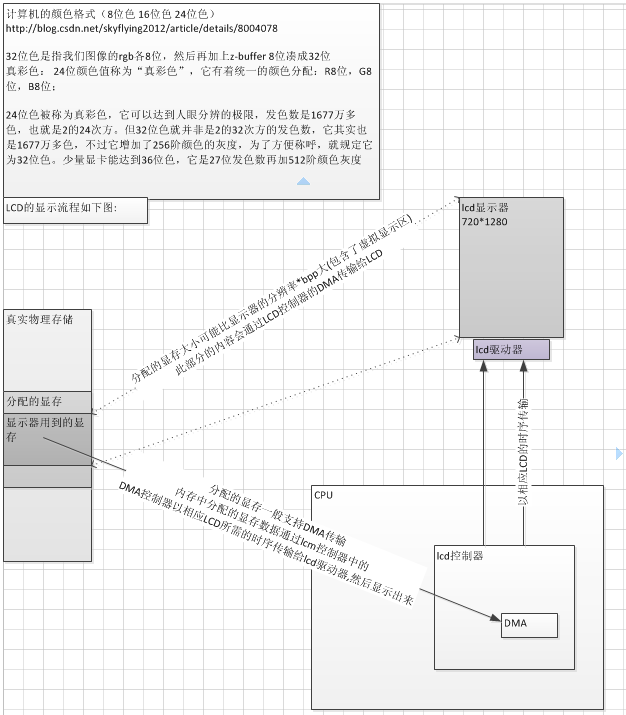 计算机的颜色格式（8位色 16位色 24位色）
http://blog.csdn.net/skyflying2012/article/details/8004078
32位色是指我们图像的rgb各8位，然后再加上z-buffer 8位凑成32位
真彩色： 24位颜色值称为“真彩色”，它有着统一的颜色分配：R8位，G8
位，B8位；
24位色被称为真彩色，它可以达到人眼分辨的极限，发色数是1677万多
色，也就是2的24次方。但32位色就并非是2的32次方的发色数，它其实也
是1677万多色，不过它增加了256阶颜色的灰度，为了方便称呼，就规定它
为32位色。少量显卡能达到36位色，它是27位发色数再加512阶颜色灰度
LCD的显示流程如下图:
lcd显示器
720*1280
分配的显存大小可能比显示器的分辨率*bpp大(包含了虚拟显示区)
此部分的内容会通过LCD控制器的DMA传输给LCD
真实物理存储
lcd驱动器
分配的显存
显示器用到的显
存
以相应LCD的时序传输
分配的显存一般支持DMA传输
内存中分配的显存数据通过lcm控制器中的
DMA控制器以相应LCD所需的时序传输给lcd驱动器,然后显示出来
CPU
lcd控制器
DMA